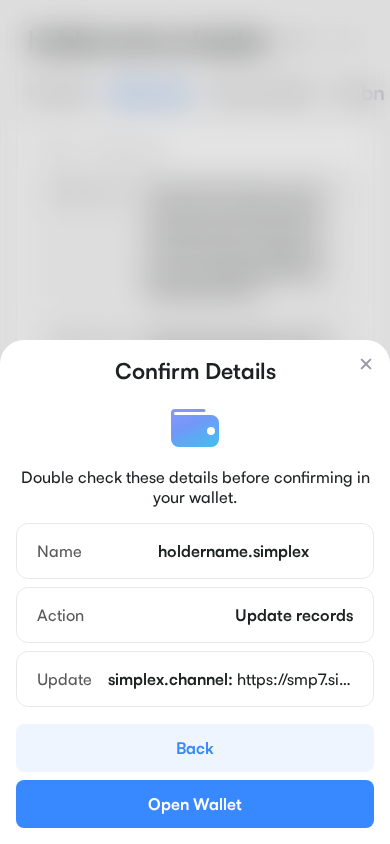 Confirm Details
Double check these details before confirming in
your wallet.
Name holdername.simplex
Action Update records
Update simplex.channel: https://smp7.si...
Back
Open Wallet